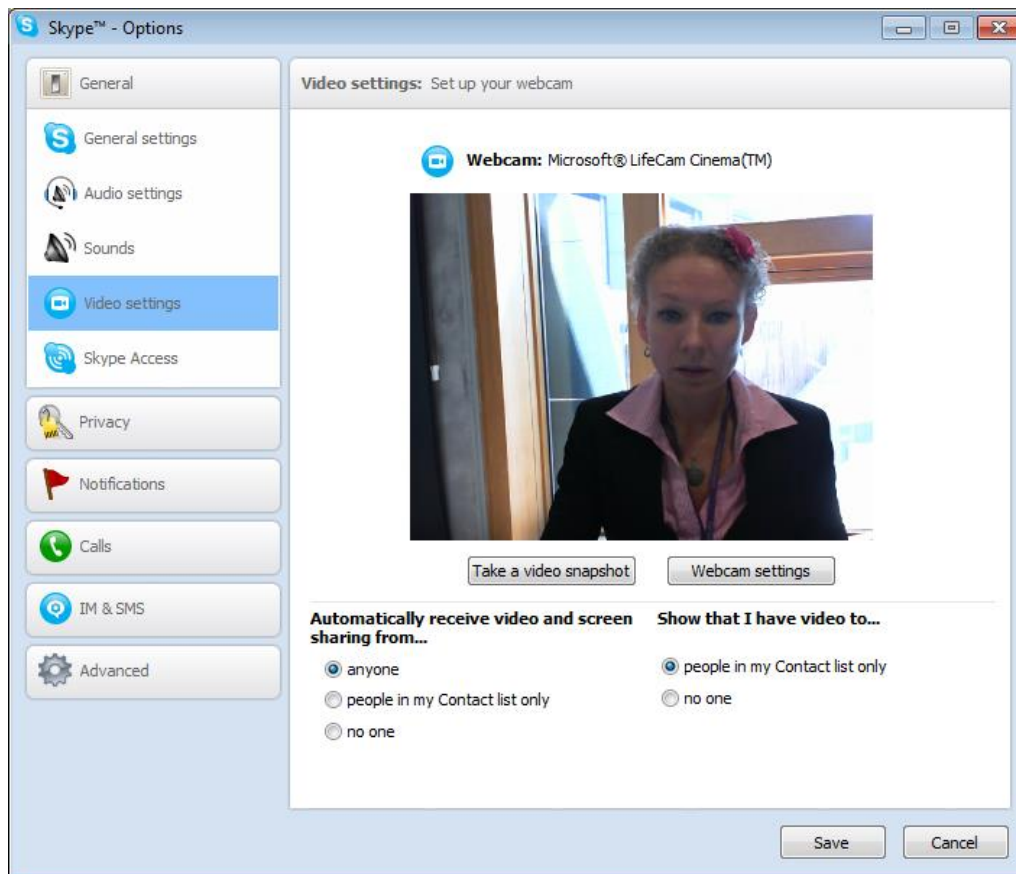 Skype™ - Options
General
General settings
Audio settings
Sounds
Video settings
Skype Access
Privacy
Notifications
Calls
IM & SMS
Advanced
Video settings: Set up your webcam
Webcam: Microsoft® LifeCam Cinema(TM)
Take a video snapshot
Webcam settings
Automatically receive video and screen
sharing from...
anyone
people in my Contact list only
no one
Show that I have video to...
people in my Contact list only
no one
Save
Cancel